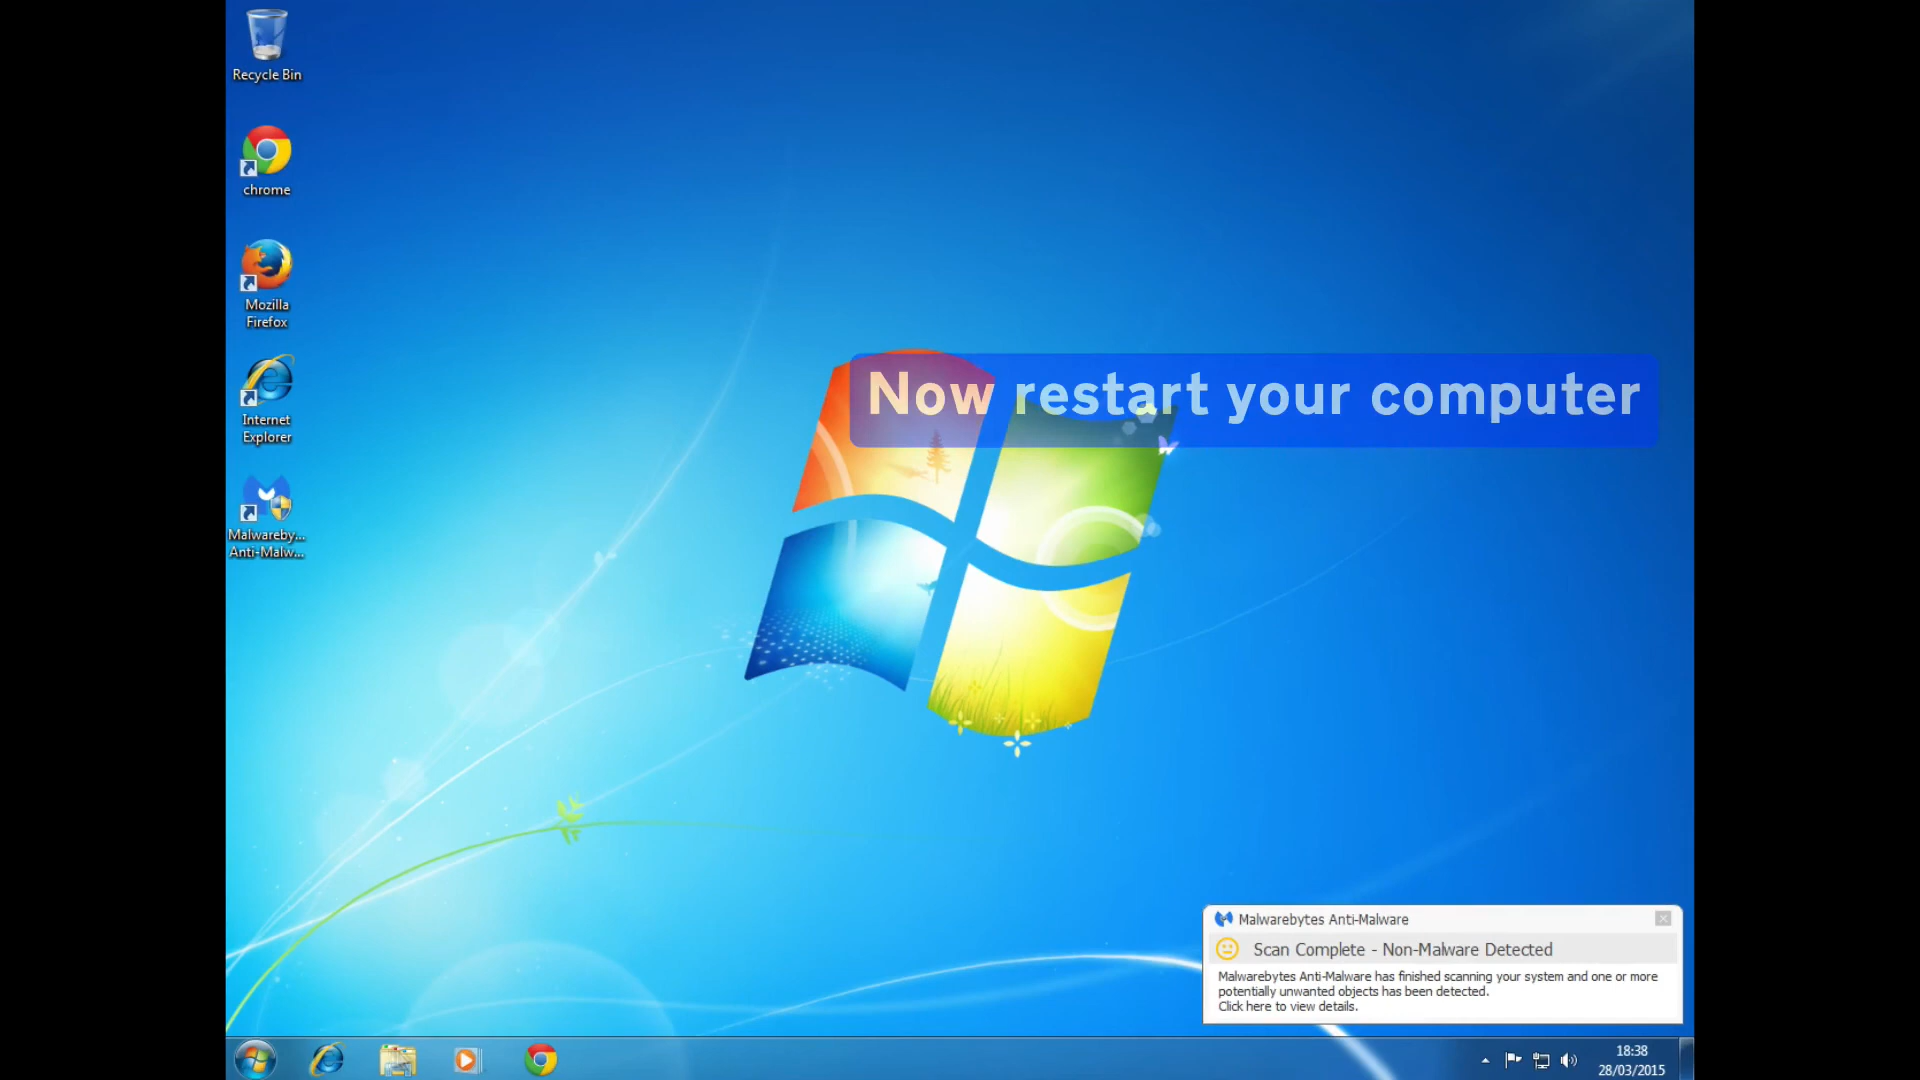 Recycle Bin
chrome
Mozilla
Firefox
Internet
Explorer
Malwareby...
Anti-Malw...
Now restart your computer
Malwarebytes Anti-Malware
Scan Complete - Non-Malware Detected
Malwarebytes Anti-Malware has finished scanning your system and one or more
potentially unwanted objects has been detected.
Click here to view details.
18:38
28/03/2015